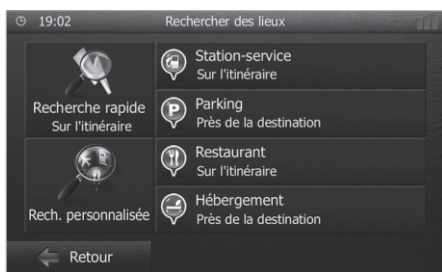 19:02 Rechercher des lieux
Recherche rapide
Sur l'itinéraire
Rech. personnalisée
Station-service
Sur l'itinéraire
P
Parking
Près de la destination
Restaurant
Sur l'itinéraire
Hébergement
Près de la destination
Retour